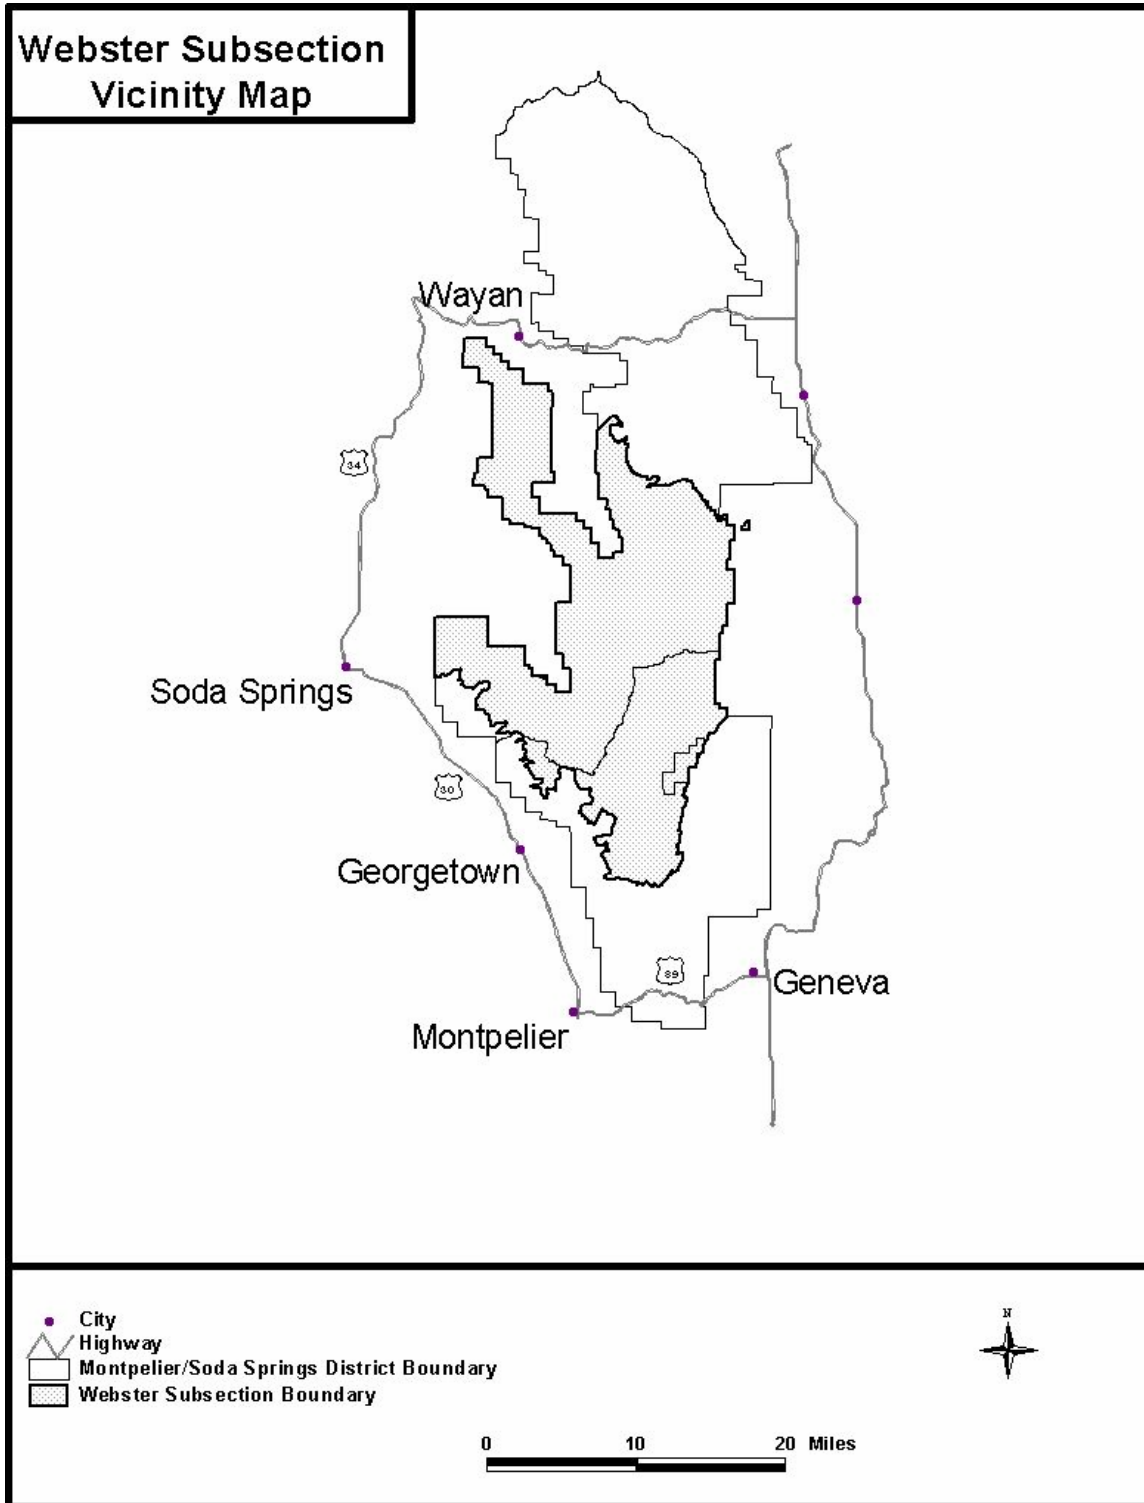 Webster Subsection
Vicinity Map
Wayan
34
Soda Springs
30
Georgetown
89
Geneva
Montpelier
City
Highway
Montpelier/Soda Springs District Boundary
Webster Subsection Boundary
N
0 10 20 Miles